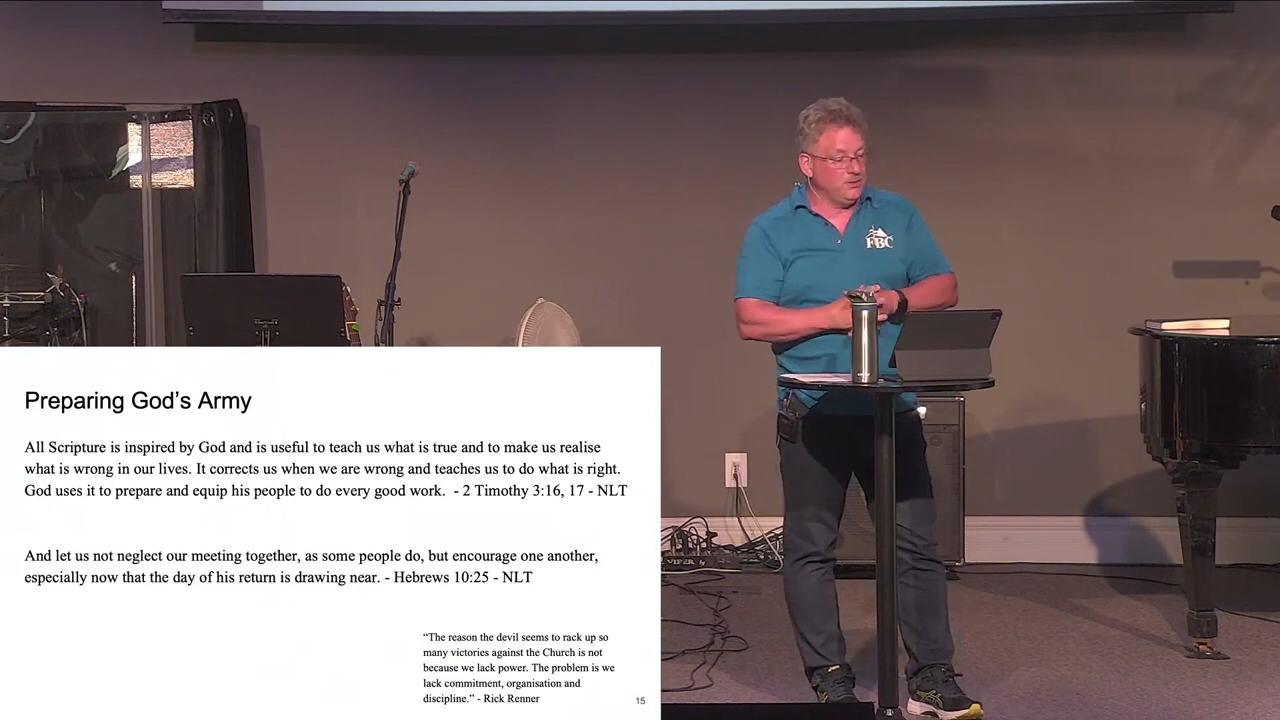 FBC
Preparing God’s Army
All Scripture is inspired by God and is useful to teach us what is true and to make us realise
what is wrong in our lives. It corrects us when we are wrong and teaches us to do what is right.
God uses it to prepare and equip his people to do every good work. - 2 Timothy 3:16, 17 - NLT
And let us not neglect our meeting together, as some people do, but encourage one another,
especially now that the day of his return is drawing near. - Hebrews 10:25 - NLT
“The reason the devil seems to rack up so
many victories against the Church is not
because we lack power. The problem is we
lack commitment, organisation and
discipline.” - Rick Renner
15
VIPER